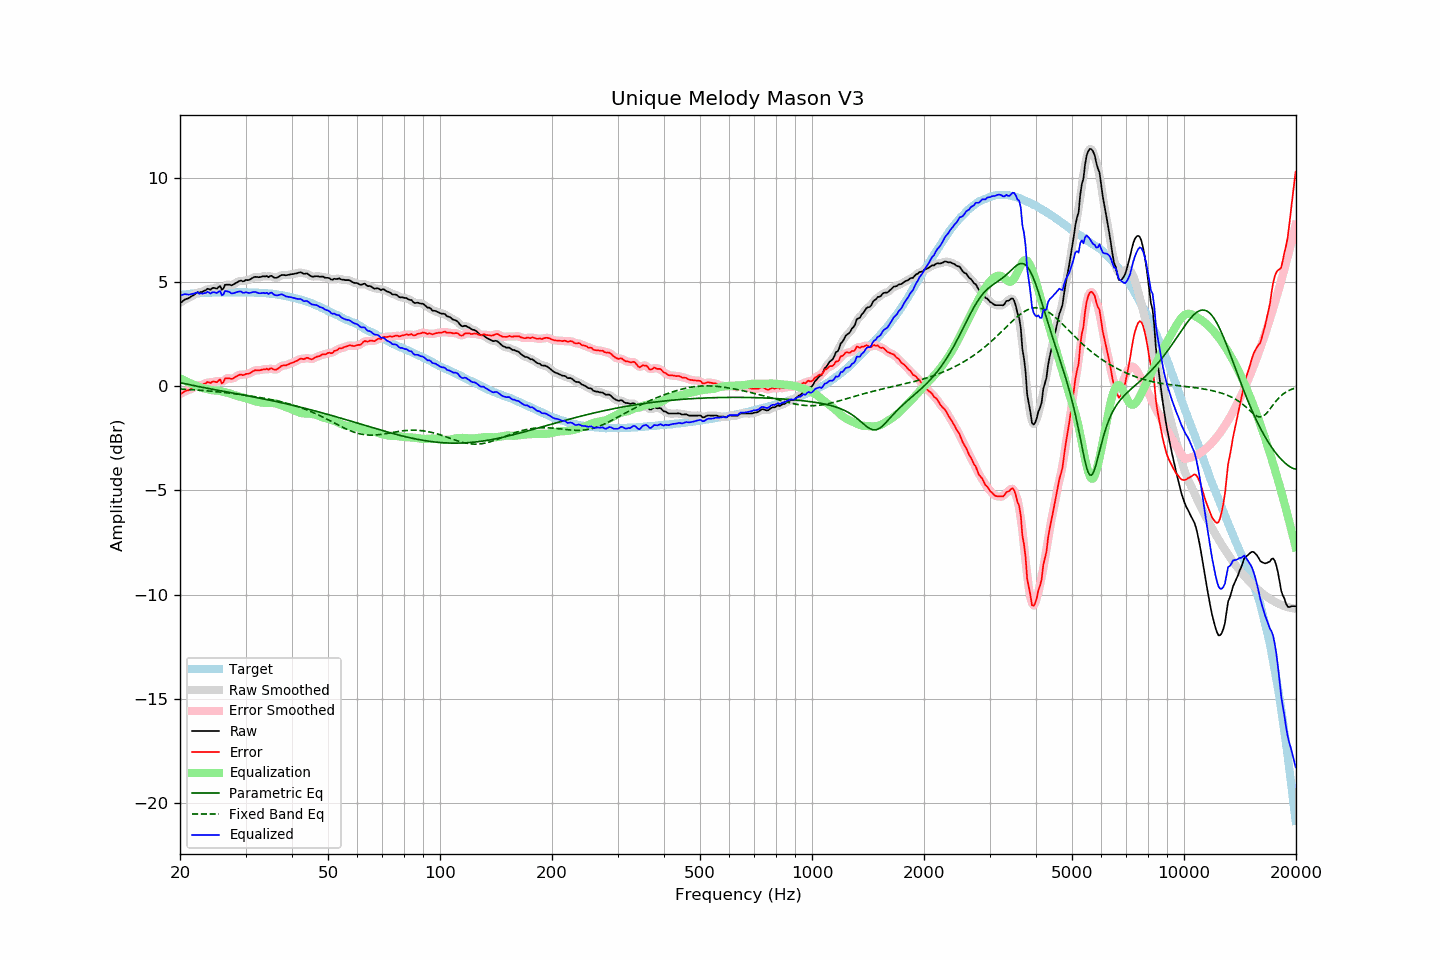 Unique Melody Mason V3
10
5
0
−5
−10
−15
−20
Amplitude (dBr)
Target
Raw Smoothed
Error Smoothed
Raw
Error
Equalization
Parametric Eq
Fixed Band Eq
Equalized
20 50 100 200 500 1000 2000 5000 10000 20000
Frequency (Hz)